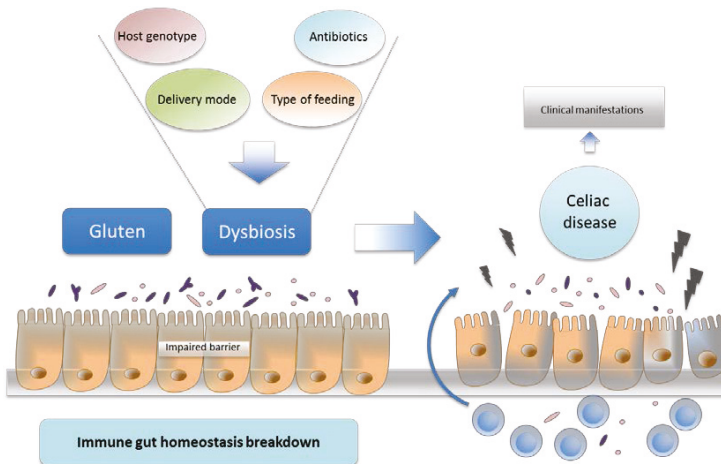 Host genotype
Antibiotics
Delivery mode
Type of feeding
Clinical manifestations
Celiac
disease
Gluten
Dysbiosis
Impaired barrier
Immune gut homeostasis breakdown